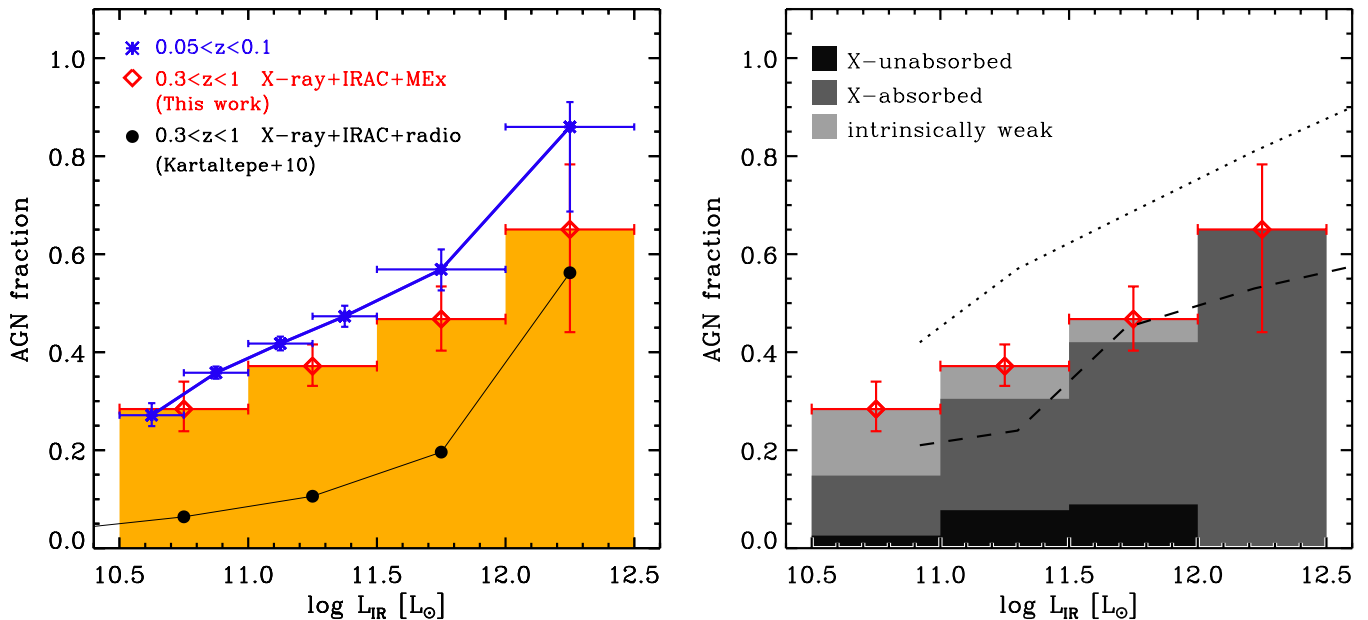 0.05<z<0.1
0.3<z<1 X-ray+IRAC+MEx
(This work)
0.3<z<1 X-ray+IRAC+radio
(Kartaltepe+10)
AGN fraction
1.0
0.8
0.6
0.4
0.2
0.0
10.5 11.0 11.5 12.0 12.5
log L_IR [L_⊙]
X-unabsorbed
X-absorbed
intrinsically weak
AGN fraction
1.0
0.8
0.6
0.4
0.2
0.0
10.5 11.0 11.5 12.0 12.5
log L_IR [L_⊙]